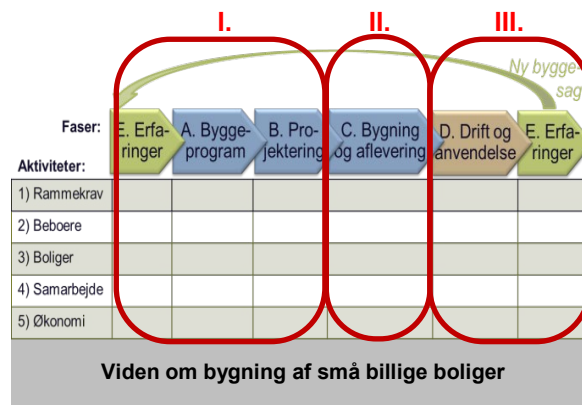 I. II. III.
Ny bygge-
sag
Faser:
E. Erfa-
ringer
A. Bygge-
program
B. Pro-
jektering
C. Bygning
og aflevering
D. Drift og
anvendelse
E. Erfa-
ringer
Aktiviteter:
1) Rammekrav
2) Beboere
3) Boliger
4) Samarbejde
5) Økonomi
Viden om bygning af små billige boliger